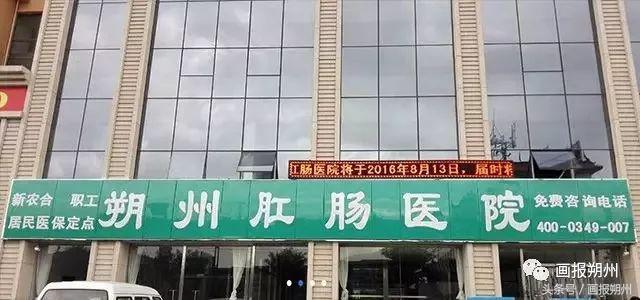 肛肠医院将于2016年8月13日，届时彩
新农合 职工
居民医保定点
朔州肛肠医院
免费咨询电话
400-0349-007
画报朔州
头条号 / 画报朔州